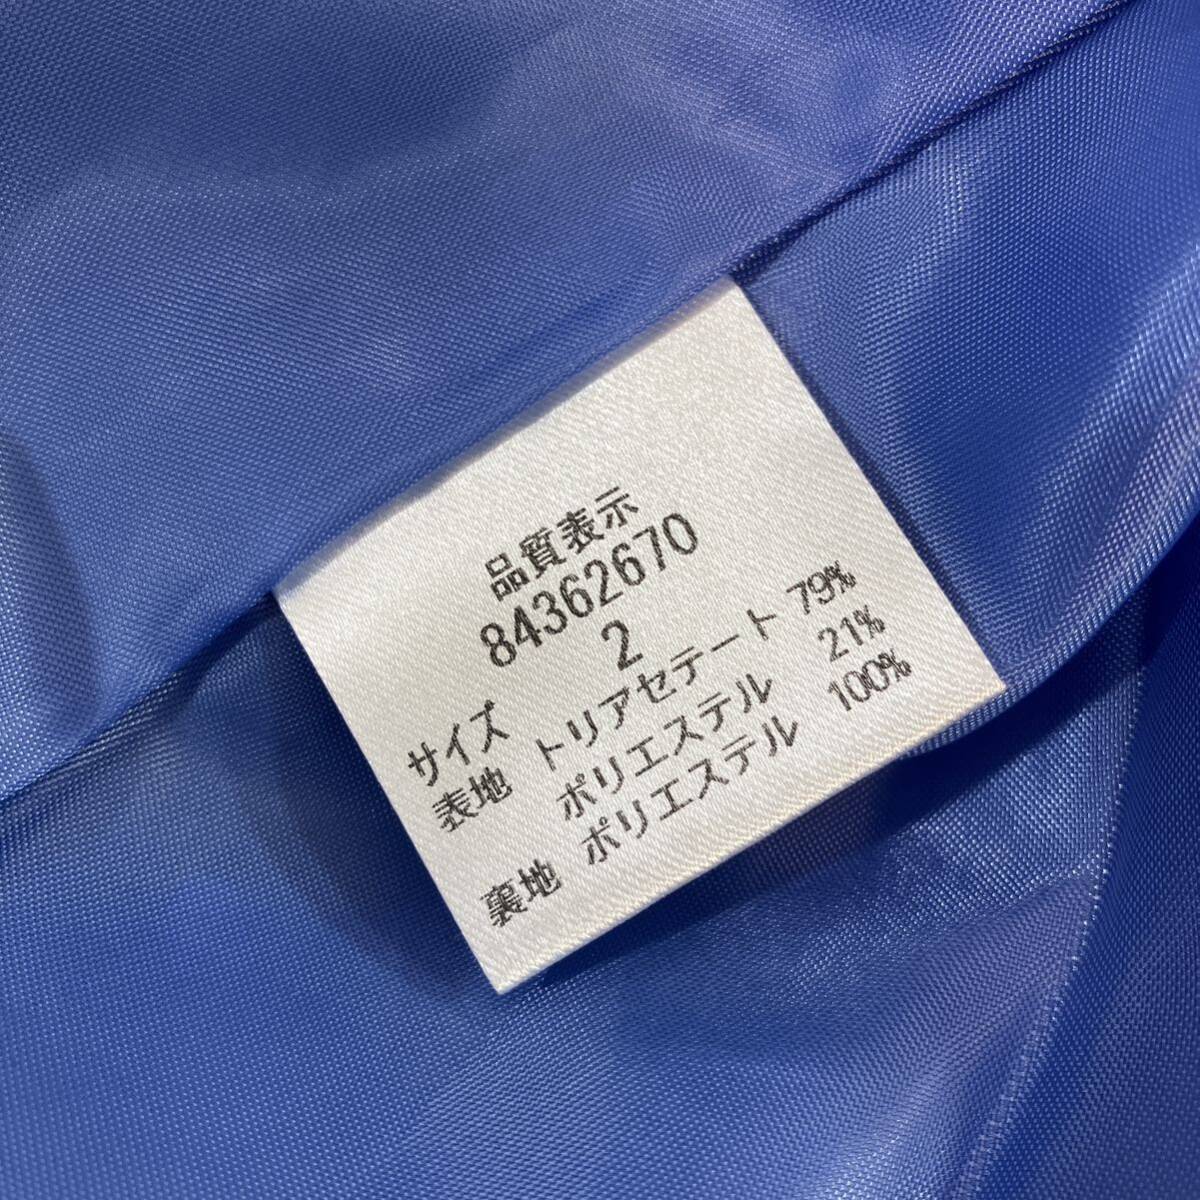 品質表示
84362670
サイズ 2
表地 トリアセテート 79%
ポリエステル 21%
裏地 ポリエステル 100%